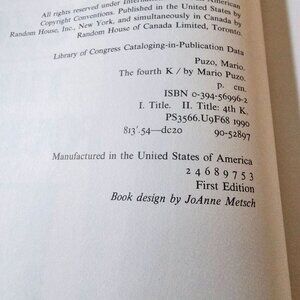 All rights reserved under International
American
Copyright Conventions. Published in the United States by
Random House, Inc., New York, and simultaneously in Canada by
Random House of Canada Limited, Toronto.
Library of Congress Cataloging-in-Publication Data
Puzo, Mario.
The fourth K / by Mario Puzo.
p. cm.
ISBN 0-394-56996-2
I. Title. II. Title: 4th K.
PS3566.U9F68 1990
813'.54—dc20 90-52897
Manufactured in the United States of America
2 4 6 8 9 7 5 3
First Edition
Book design by JoAnne Metsch